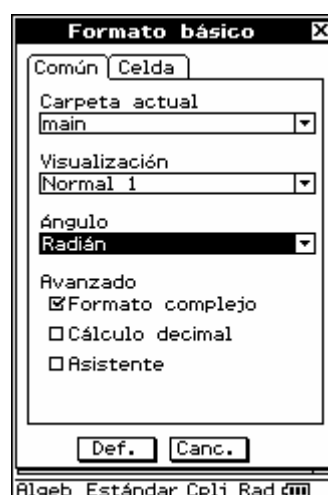 Formato básico X
Común Celda
Carpeta actual
main
Visualización
Normal 1
Ángulo
Radián
Avanzado
Formato complejo
Cálculo decimal
Asistente
Def. Canc.
Algeb Estándar Cplj Rad